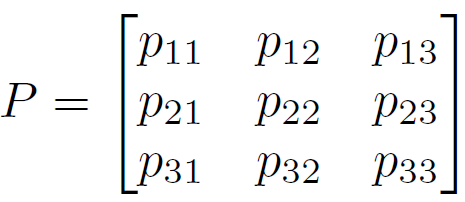 p₁₁ p₁₂ p₁₃
P = p₂₁ p₂₂ p₂₃
p₃₁ p₃₂ p₃₃